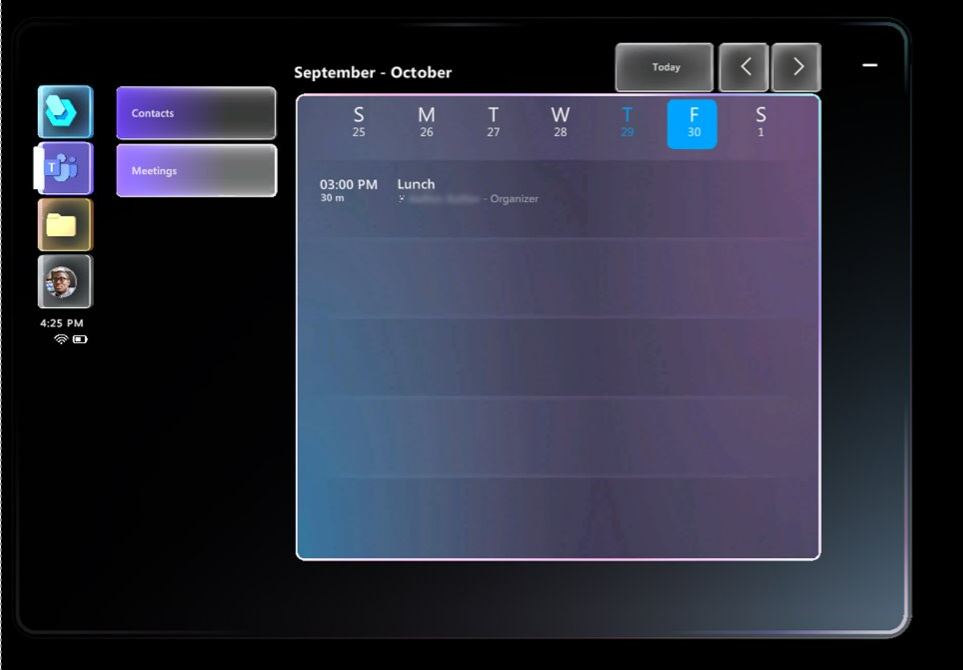 September - October
Today
S M T W T F S
25 26 27 28 29 30 1
Contacts
Meetings
T
03:00 PM Lunch
30 m - Organizer
4:25 PM